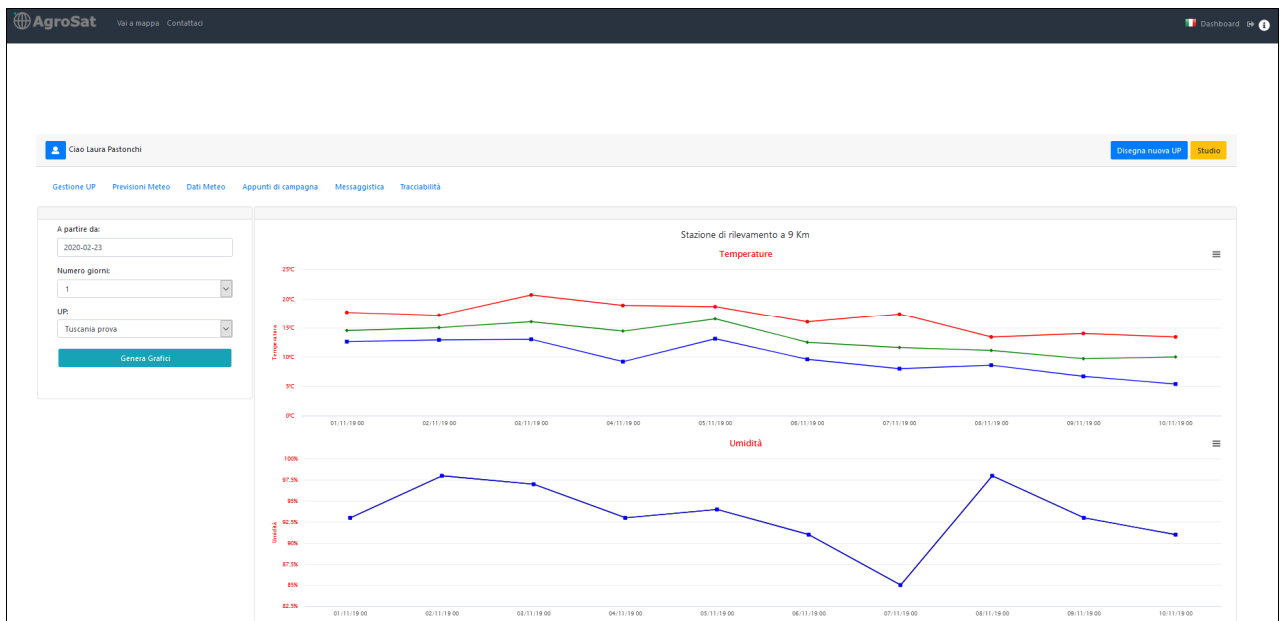 AgroSat Vai a mappa Contattaci Dashboard
Ciao Laura Pastonchi Disegna nuova UP Studio
Gestione UP Previsioni Meteo Dati Meteo Appunti di campagna Messaggistica Tracciabilità
A partire da:
2020-02-23
Numero giorni:
1
UP:
Tuscania prova
Genera Grafici
Stazione di rilevamento a 9 Km
Temperature
Temperatura
25°C
20°C
15°C
10°C
5°C
0°C
01/11/19 00 02/11/19 00 03/11/19 00 04/11/19 00 05/11/19 00 06/11/19 00 07/11/19 00 08/11/19 00 09/11/19 00 10/11/19 00
Umidità
Umidità
100%
97.5%
95%
92.5%
90%
87.5%
85%
82.5%
01/11/19 00 02/11/19 00 03/11/19 00 04/11/19 00 05/11/19 00 06/11/19 00 07/11/19 00 08/11/19 00 09/11/19 00 10/11/19 00